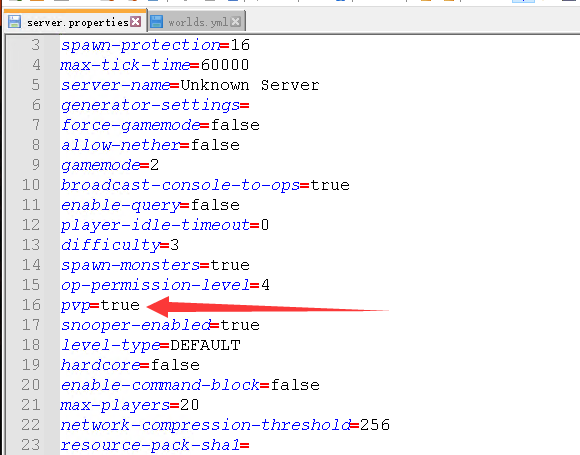 server.properties worlds.yml
3 spawn-protection=16
4 max-tick-time=60000
5 server-name=Unknown Server
6 generator-settings=
7 force-gamemode=false
8 allow-nether=false
9 gamemode=2
10 broadcast-console-to-ops=true
11 enable-query=false
12 player-idle-timeout=0
13 difficulty=3
14 spawn-monsters=true
15 op-permission-level=4
16 pvp=true
17 snooper-enabled=true
18 level-type=DEFAULT
19 hardcore=false
20 enable-command-block=false
21 max-players=20
22 network-compression-threshold=256
23 resource-pack-sha1=